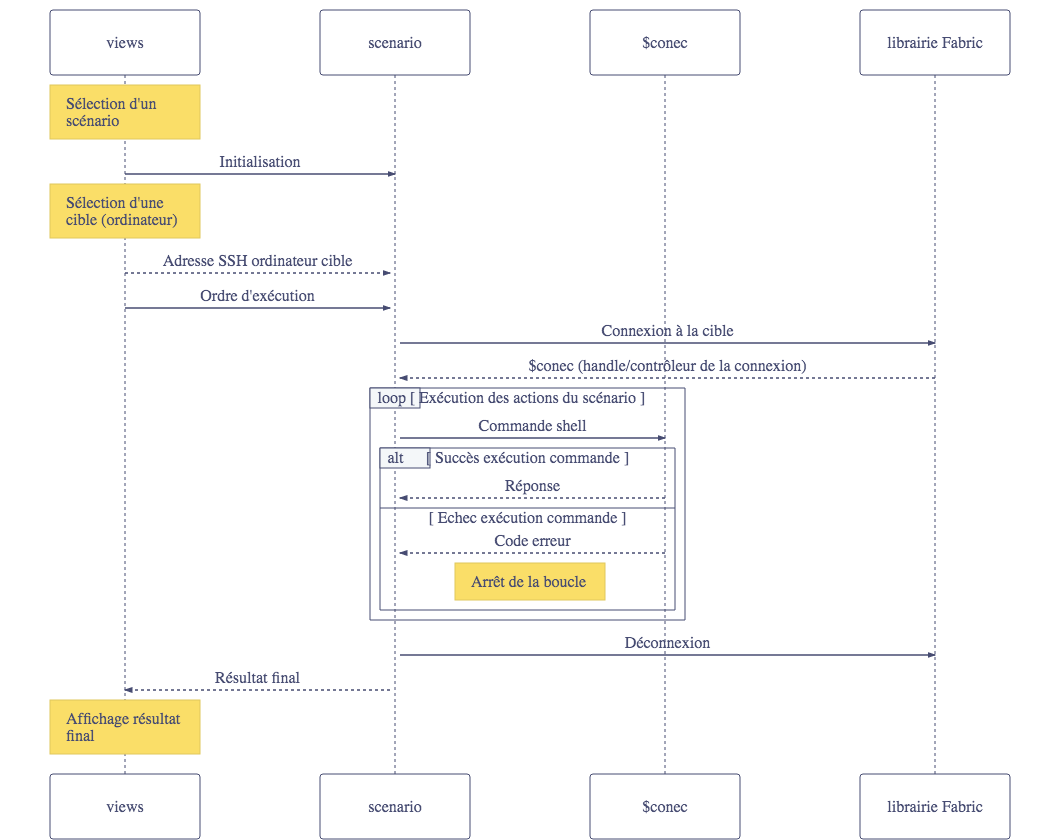 views
scenario
$conec
librairie Fabric
Sélection d'un
scénario
Initialisation
Sélection d'une
cible (ordinateur)
Adresse SSH ordinateur cible
Ordre d'exécution
Connexion à la cible
$conec (handle/contrôleur de la connexion)
loop [ Exécution des actions du scénario ]
Commande shell
alt [ Succès exécution commande ]
Réponse
[ Echec exécution commande ]
Code erreur
Arrêt de la boucle
Déconnexion
Résultat final
Affichage résultat
final
views
scenario
$conec
librairie Fabric